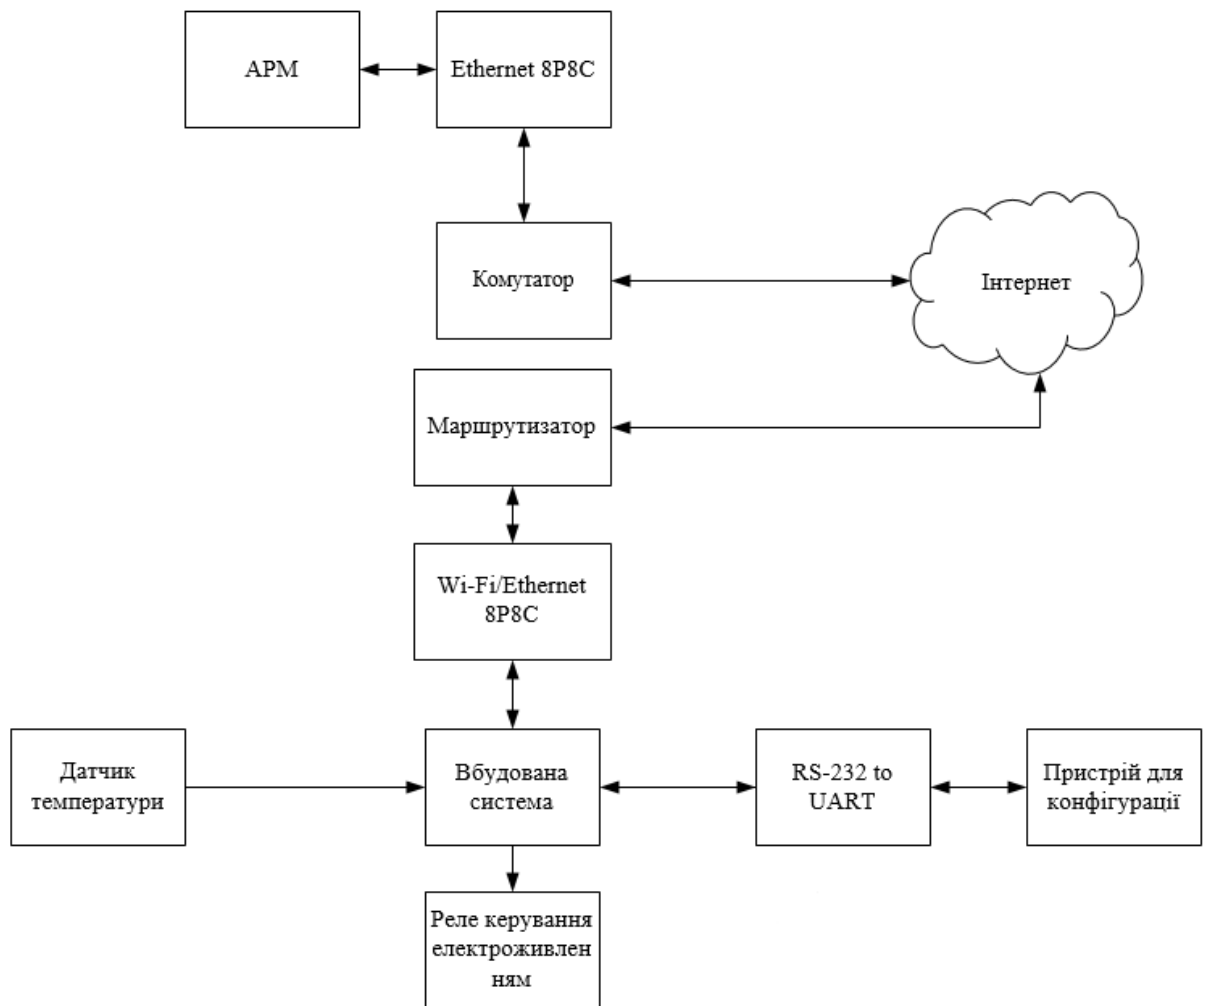 АРМ
Ethernet 8P8C
Комутатор
Інтернет
Маршрутизатор
Wi-Fi/Ethernet
8P8C
Датчик
температури
Вбудована
система
RS-232 to
UART
Пристрій для
конфігурації
Реле керування
електроживлен
ням